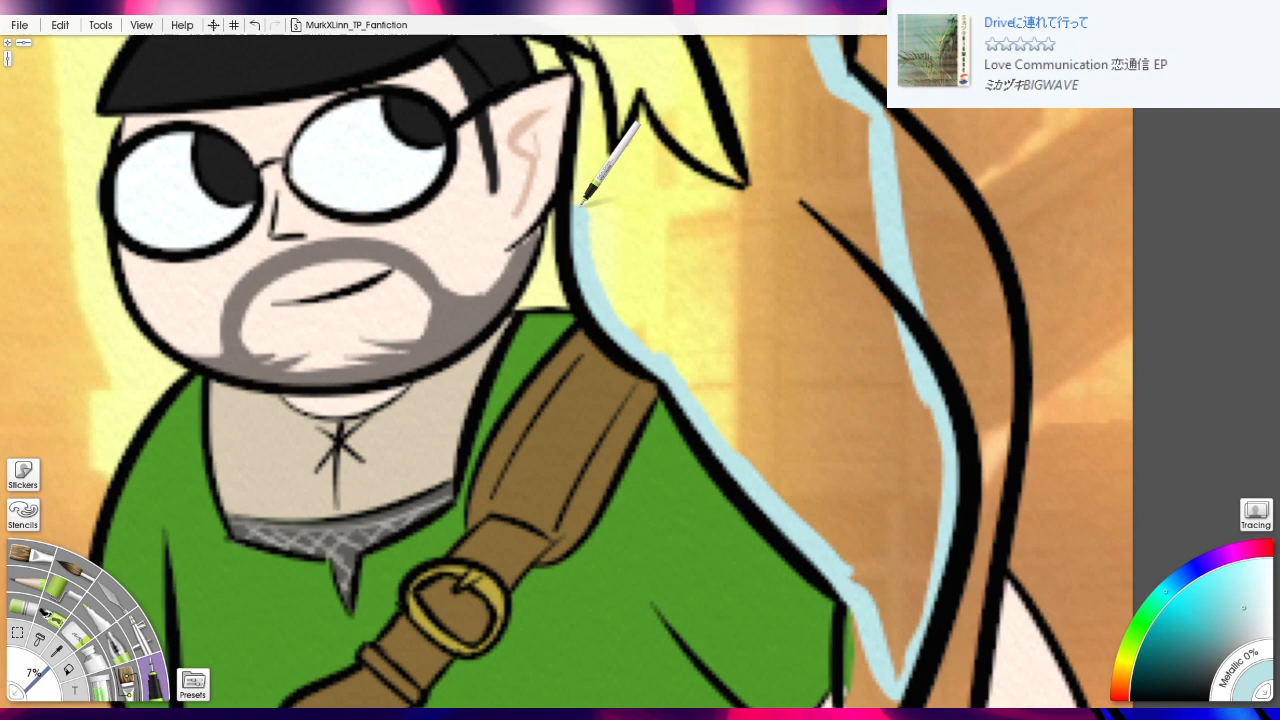 File Edit Tools View Help MurkXLinn_TP_Fanfiction
Driveに連れて行って
Love Communication 恋通信 EP
ミカヅキBIGWAVE
Stickers
Stencils
Tracing
7%
T
Presets
Metallic 0%